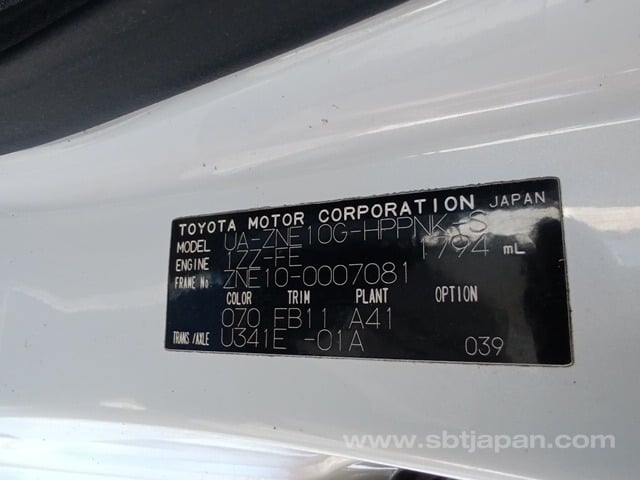 TOYOTA MOTOR CORPORATION JAPAN
MODEL UA-ZNE10G-HPPNK-S
ENGINE 1ZZ-FE 1794 mL
FRAME No. ZNE10-0007081
COLOR TRIM PLANT OPTION
070 EB11 A41
TRANS/AXLE U341E -01A 039
www.sbtjapan.com